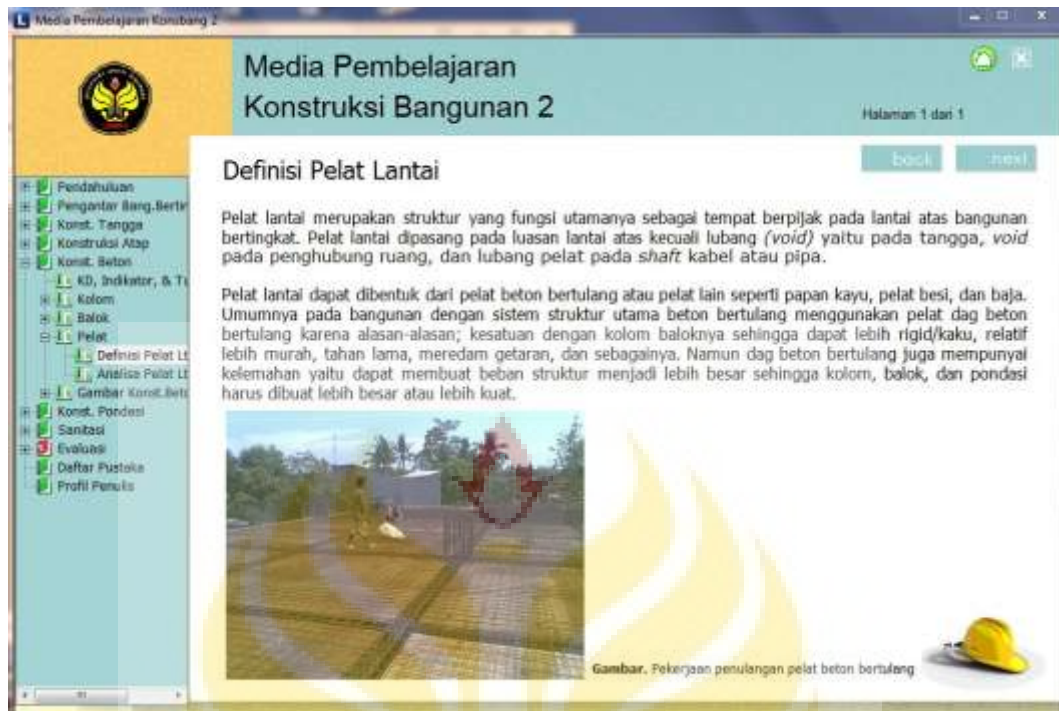 Media Pembelajaran Konsbang 2
Media Pembelajaran
Konstruksi Bangunan 2
Halaman 1 dari 1
back next
Pendahuluan
Pengantar Bang.Bertin
Konst. Tangga
Konstruksi Atap
Konst. Beton
KD, Indikator, & Tu
Kolom
Balok
Pelat
Definisi Pelat Lt
Analisa Pelat Lt
Gambar Konst.Beto
Konst. Pondasi
Sanitasi
Evaluasi
Daftar Pustaka
Profil Penulis
Definisi Pelat Lantai
Pelat lantai merupakan struktur yang fungsi utamanya sebagai tempat berpijak pada lantai atas bangunan
bertingkat. Pelat lantai dipasang pada luasan lantai atas kecuali lubang (void) yaitu pada tangga, void
pada penghubung ruang, dan lubang pelat pada shaft kabel atau pipa.
Pelat lantai dapat dibentuk dari pelat beton bertulang atau pelat lain seperti papan kayu, pelat besi, dan baja.
Umumnya pada bangunan dengan sistem struktur utama beton bertulang menggunakan pelat dag beton
bertulang karena alasan-alasan; kesatuan dengan kolom baloknya sehingga dapat lebih rigid/kaku, relatif
lebih murah, tahan lama, meredam getaran, dan sebagainya. Namun dag beton bertulang juga mempunyai
kelemahan yaitu dapat membuat beban struktur menjadi lebih besar sehingga kolom, balok, dan pondasi
harus dibuat lebih besar atau lebih kuat.
Gambar. Pekerjaan penulangan pelat beton bertulang